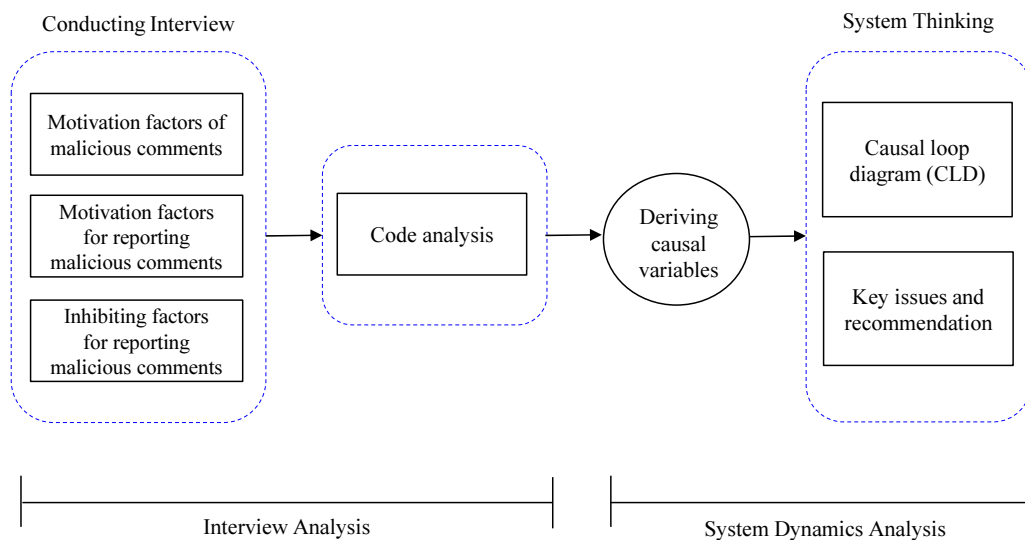 Conducting Interview
System Thinking
Motivation factors of
malicious comments
Motivation factors
for reporting
malicious comments
Inhibiting factors
for reporting
malicious comments
Code analysis
Deriving
causal
variables
Causal loop
diagram (CLD)
Key issues and
recommendation
Interview Analysis
System Dynamics Analysis